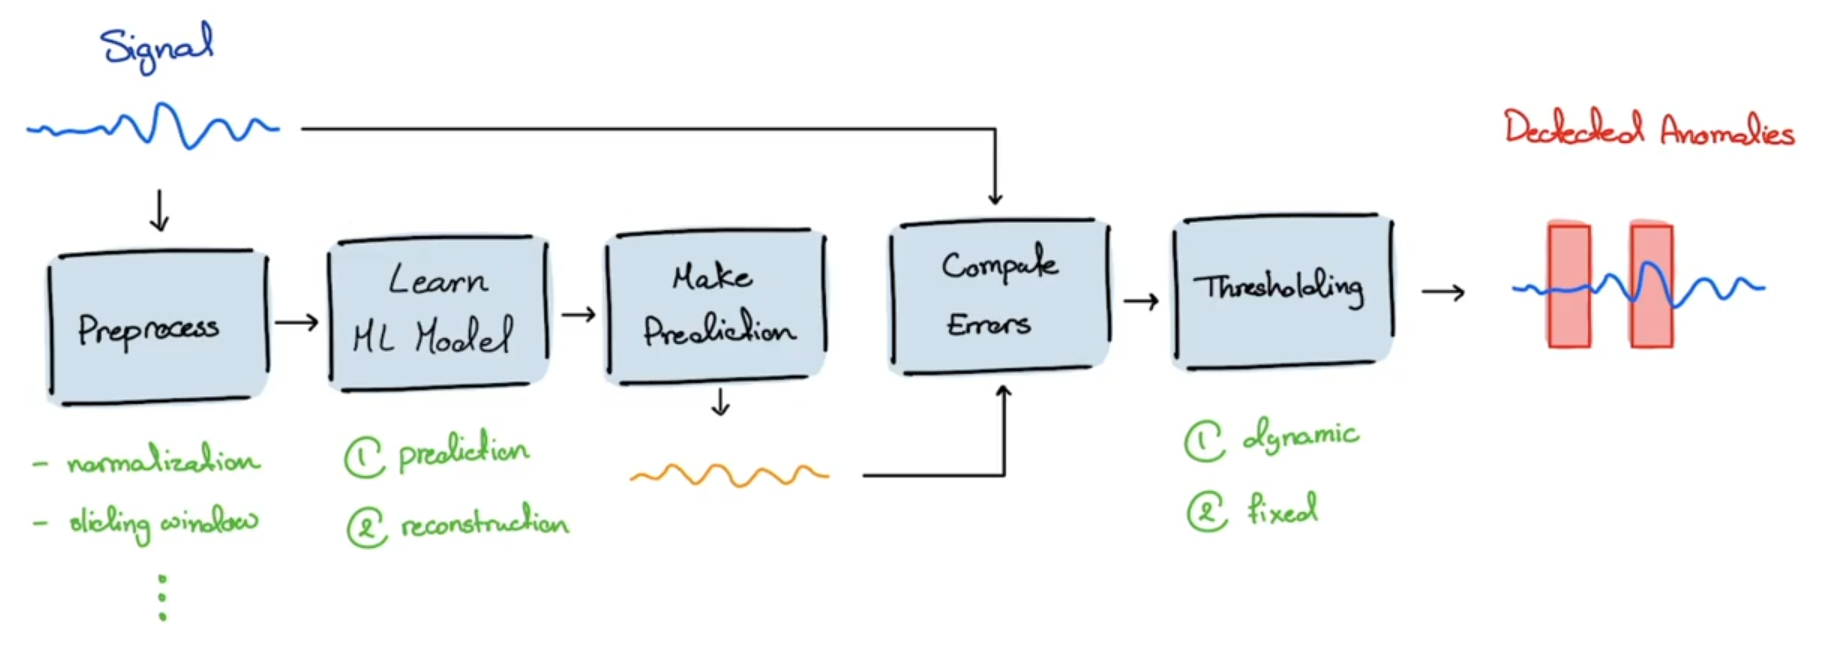 Signal
Dectected Anomalies
Preprocess
Learn
ML Model
Make
Prediction
Compute
Errors
Thresholding
- normalization
- sliding window
① prediction
② reconstruction
① dynamic
② fixed